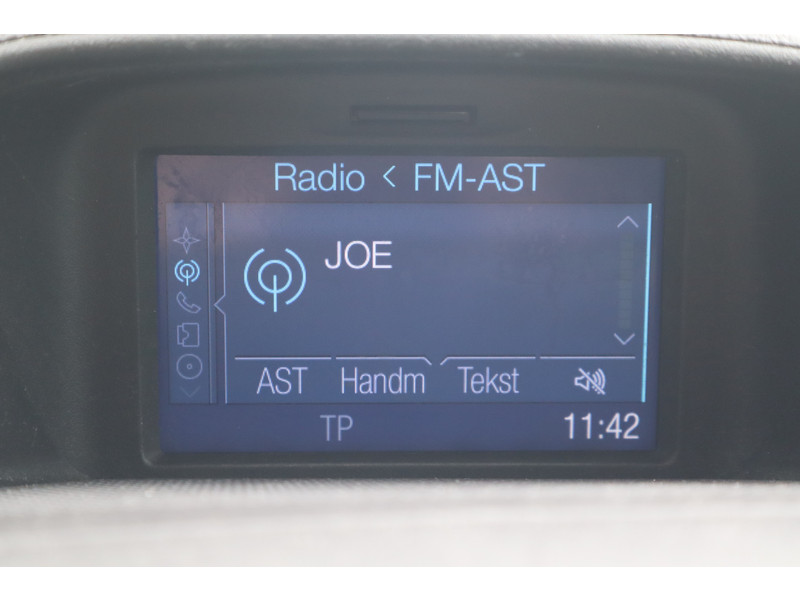 Radio < FM-AST
JOE
AST Handm Tekst
TP 11:42